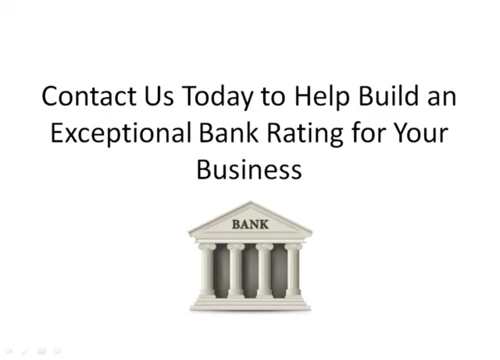 Contact Us Today to Help Build an
Exceptional Bank Rating for Your
Business
BANK